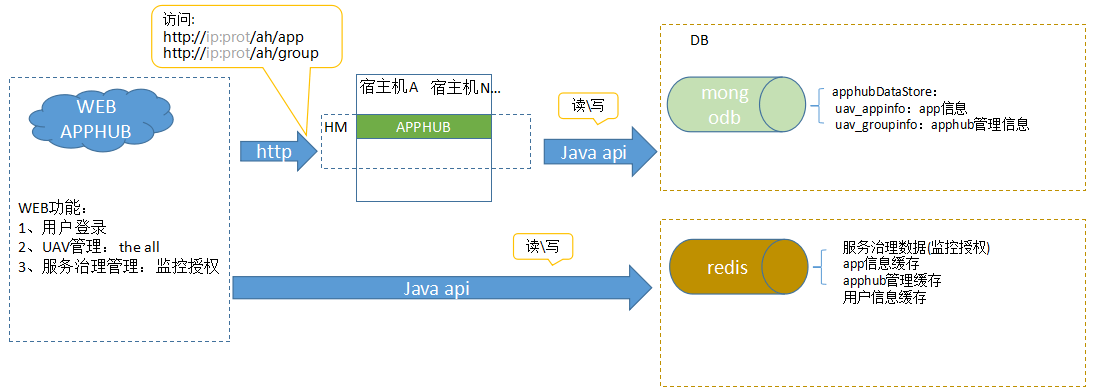 访问:
http://ip:prot/ah/app
http://ip:prot/ah/group
WEB
APPHUB
WEB功能：
1、用户登录
2、UAV管理：the all
3、服务治理管理：监控授权
http
宿主机A 宿主机N...
HM
APPHUB
读\写
Java api
DB
mong
odb
apphubDataStore：
uav_appinfo：app信息
uav_groupinfo：apphub管理信息
读\写
Java api
redis
服务治理数据(监控授权)
app信息缓存
apphub管理缓存
用户信息缓存